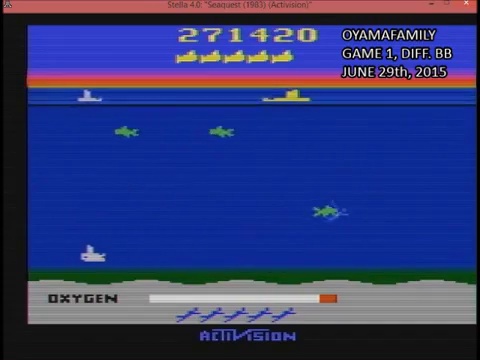 Stella 4.0: "Seaquest (1983) (Activision)"
271420
OYAMAFAMILY
GAME 1, DIFF. BB
JUNE 29th, 2015
OXYGEN
ACTIVISION